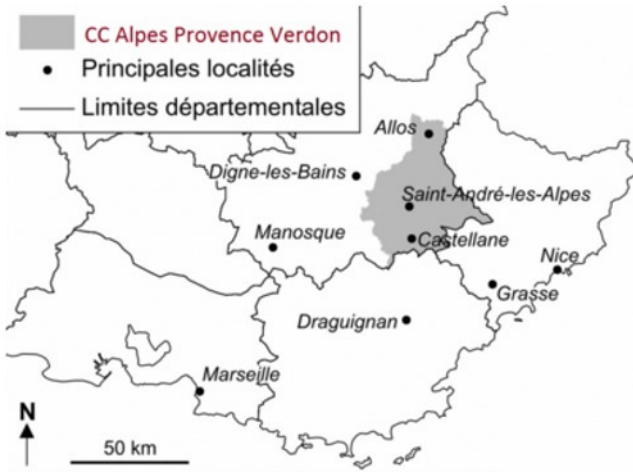 CC Alpes Provence Verdon
Principales localités
Limites départementales
Allos
Digne-les-Bains
Saint-André-les-Alpes
Manosque
Castellane
Nice
Grasse
Draguignan
Marseille
N
50 km